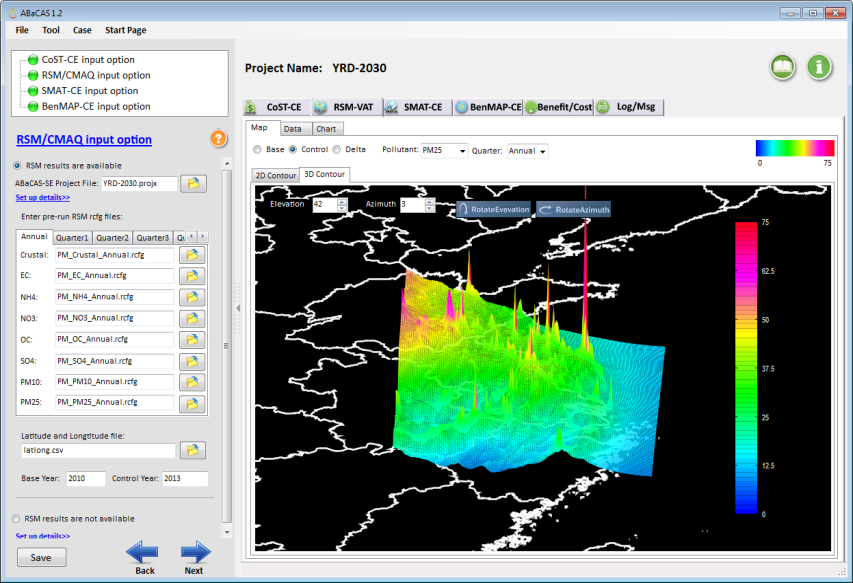 ABaCAS 1.2
File Tool Case Start Page
CoST-CE input option
RSM/CMAQ input option
SMAT-CE input option
BenMAP-CE input option
RSM/CMAQ input option
?
RSM results are available
ABaCAS-SE Project File: YRD-2030.projx
Set up details>>
Enter pre-run RSM rcfg files:
Annual Quarter1 Quarter2 Quarter3 Qu
Crustal: PM_Crustal_Annual.rcfg
EC: PM_EC_Annual.rcfg
NH4: PM_NH4_Annual.rcfg
NO3: PM_NO3_Annual.rcfg
OC: PM_OC_Annual.rcfg
SO4: PM_SO4_Annual.rcfg
PM10: PM_PM10_Annual.rcfg
PM25: PM_PM25_Annual.rcfg
Latitude and Longtitude file:
latlong.csv
Base Year: 2010 Control Year: 2013
RSM results are not available
Set up details>>
Save Back Next
Project Name: YRD-2030
CoST-CE RSM-VAT SMAT-CE BenMAP-CE Benefit/Cost Log/Msg
Map Data Chart
Base Control Delta Pollutant: PM25 Quarter: Annual
0 75
2D Contour 3D Contour
Elevation 42 Azimuth 3 RotateEvevation RotateAzimuth
75
62.5
50
37.5
25
12.5
0